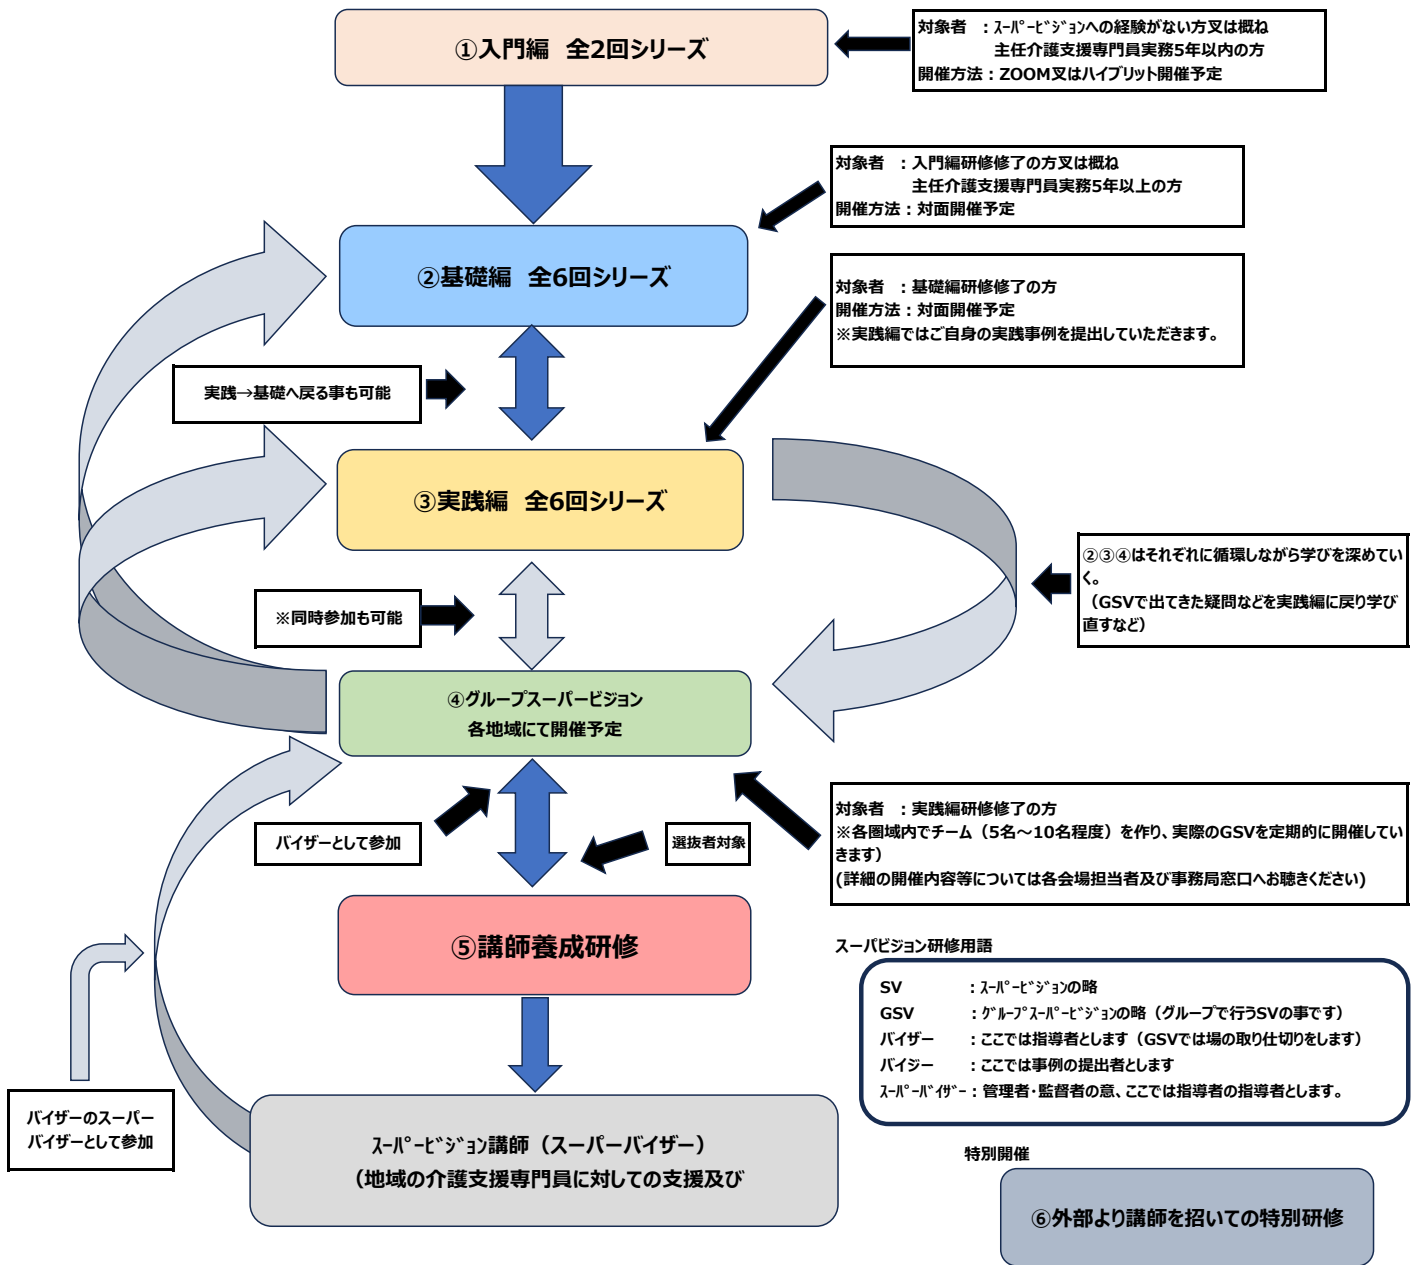 ①入門編　全2回シリーズ
対象者　：ｽｰﾊﾟｰﾋﾞｼﾞｮﾝへの経験がない方叉は概ね
主任介護支援専門員実務5年以内の方
開催方法：ZOOM叉はハイブリット開催予定
対象者　：入門編研修修了の方叉は概ね
主任介護支援専門員実務5年以上の方
開催方法：対面開催予定
②基礎編　全6回シリーズ
対象者　：基礎編研修修了の方
開催方法：対面開催予定
※実践編ではご自身の実践事例を提出していただきます。
実践→基礎へ戻る事も可能
③実践編　全6回シリーズ
②③④はそれぞれに循環しながら学びを深めてい
く。
（GSVで出てきた疑問などを実践編に戻り学び
直すなど）
※同時参加も可能
④グループスーパービジョン
各地域にて開催予定
対象者　：実践編研修修了の方
※各圏域内でチーム（5名～10名程度）を作り、実際のGSVを定期的に開催してい
きます）
(詳細の開催内容等については各会場担当者及び事務局窓口へお聴きください)
バイザーとして参加
選抜者対象
⑤講師養成研修
スーパビジョン研修用語
SV　：ｽｰﾊﾟｰﾋﾞｼﾞｮﾝの略
GSV　：ｸﾞﾙｰﾌﾟｽｰﾊﾟｰﾋﾞｼﾞｮﾝの略（グループで行うSVの事です）
バイザー　：ここでは指導者とします（GSVでは場の取り仕切りをします）
バイジー　：ここでは事例の提出者とします
ｽｰﾊﾟｰﾊﾞｲｻﾞｰ：管理者・監督者の意、ここでは指導者の指導者とします。
バイザーのスーパー
バイザーとして参加
ｽｰﾊﾟｰﾋﾞｼﾞｮﾝ講師（スーパーバイザー）
（地域の介護支援専門員に対しての支援及び
特別開催
⑥外部より講師を招いての特別研修